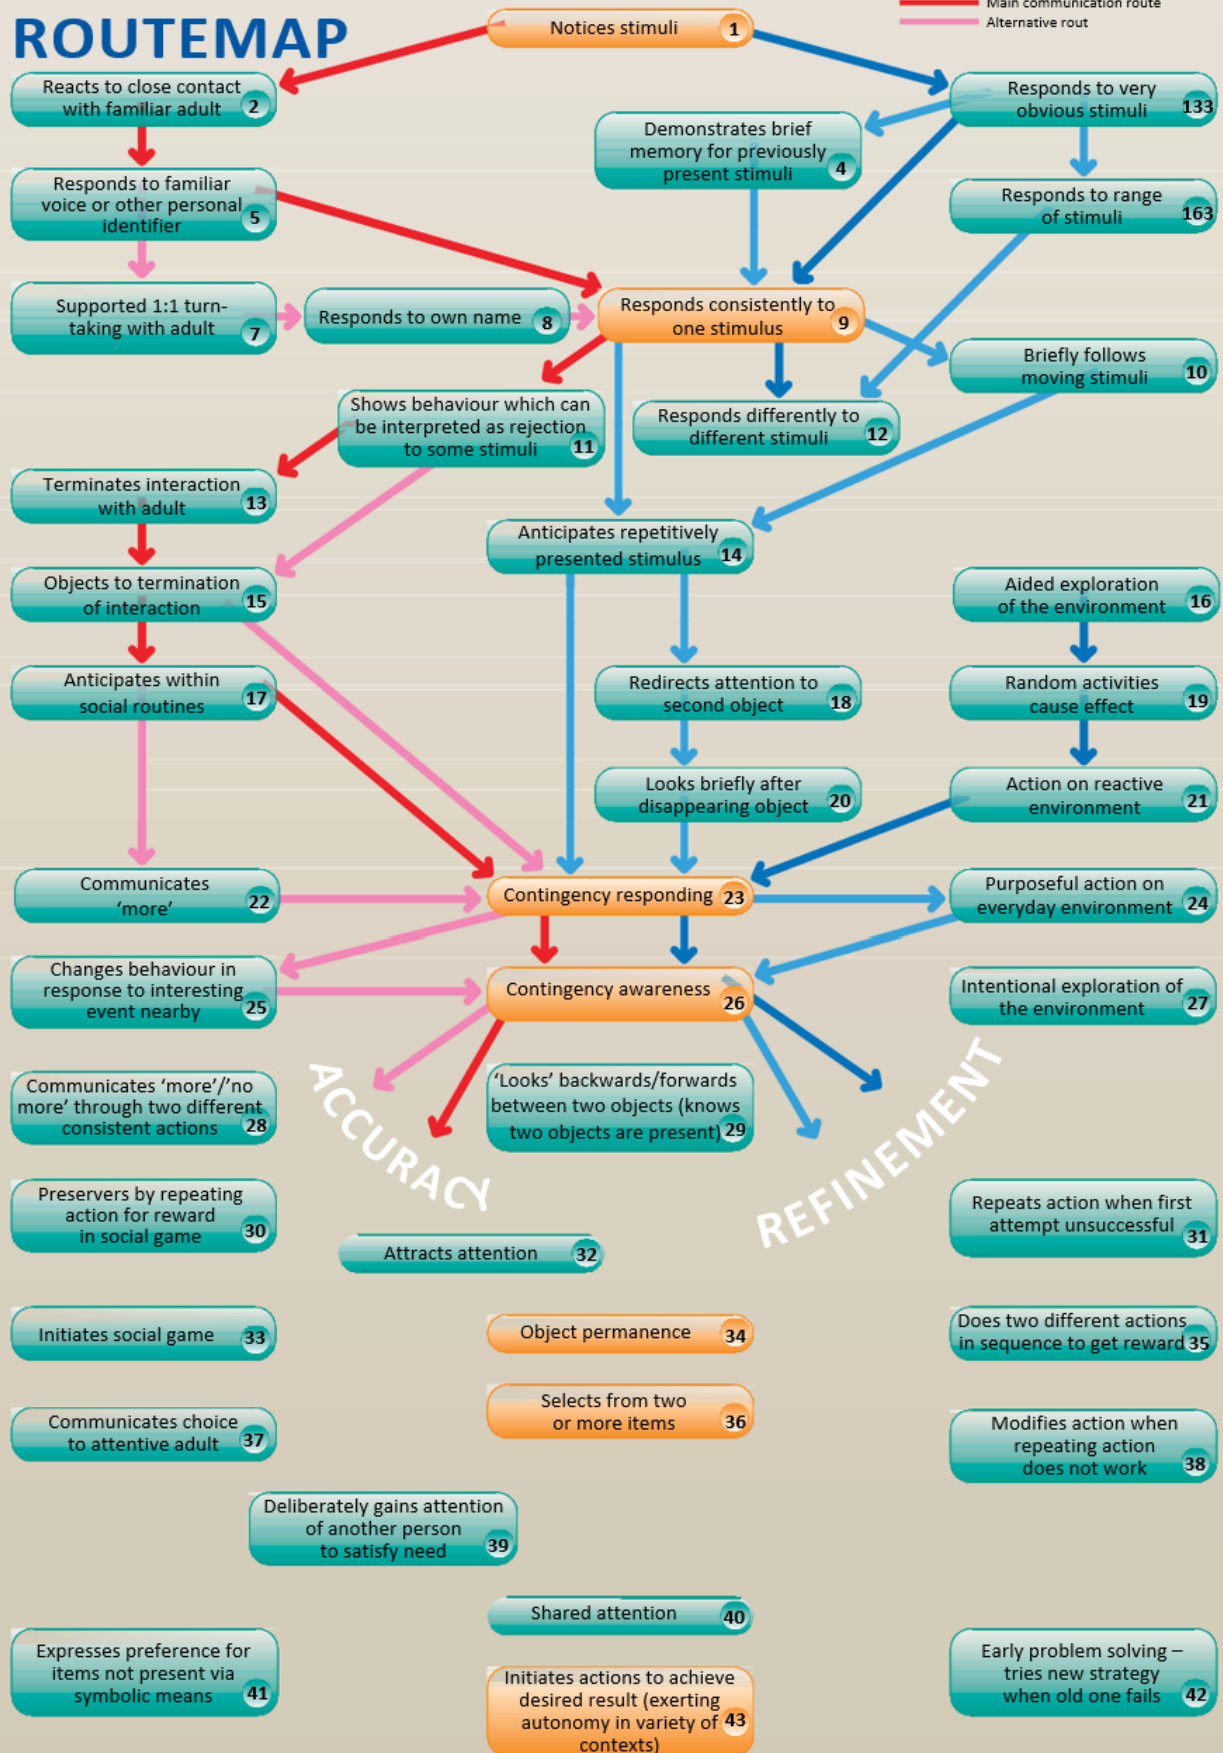 ROUTEMAP
Main communication route
Alternative rout
Notices stimuli 1
Reacts to close contact
with familiar adult 2
Responds to very
obvious stimuli 133
Demonstrates brief
memory for previously
present stimuli 4
Responds to familiar
voice or other personal
identifier 5
Responds to range
of stimuli 163
Supported 1:1 turn-
taking with adult 7
Responds to own name 8
Responds consistently to
one stimulus 9
Briefly follows
moving stimuli 10
Shows behaviour which can
be interpreted as rejection
to some stimuli 11
Responds differently to
different stimuli 12
Terminates interaction
with adult 13
Anticipates repetitively
presented stimulus 14
Objects to termination
of interaction 15
Aided exploration
of the environment 16
Anticipates within
social routines 17
Redirects attention to
second object 18
Random activities
cause effect 19
Looks briefly after
disappearing object 20
Action on reactive
environment 21
Communicates
‘more’ 22
Contingency responding 23
Purposeful action on
everyday environment 24
Changes behaviour in
response to interesting
event nearby 25
Contingency awareness 26
Intentional exploration of
the environment 27
ACCURACY
REFINEMENT
Communicates ‘more’/’no
more’ through two different
consistent actions 28
‘Looks’ backwards/forwards
between two objects (knows
two objects are present) 29
Preservers by repeating
action for reward
in social game 30
Repeats action when first
attempt unsuccessful 31
Attracts attention 32
Initiates social game 33
Object permanence 34
Does two different actions
in sequence to get reward 35
Selects from two
or more items 36
Communicates choice
to attentive adult 37
Modifies action when
repeating action
does not work 38
Deliberately gains attention
of another person
to satisfy need 39
Shared attention 40
Expresses preference for
items not present via
symbolic means 41
Early problem solving –
tries new strategy
when old one fails 42
Initiates actions to achieve
desired result (exerting
autonomy in variety of 43
contexts)